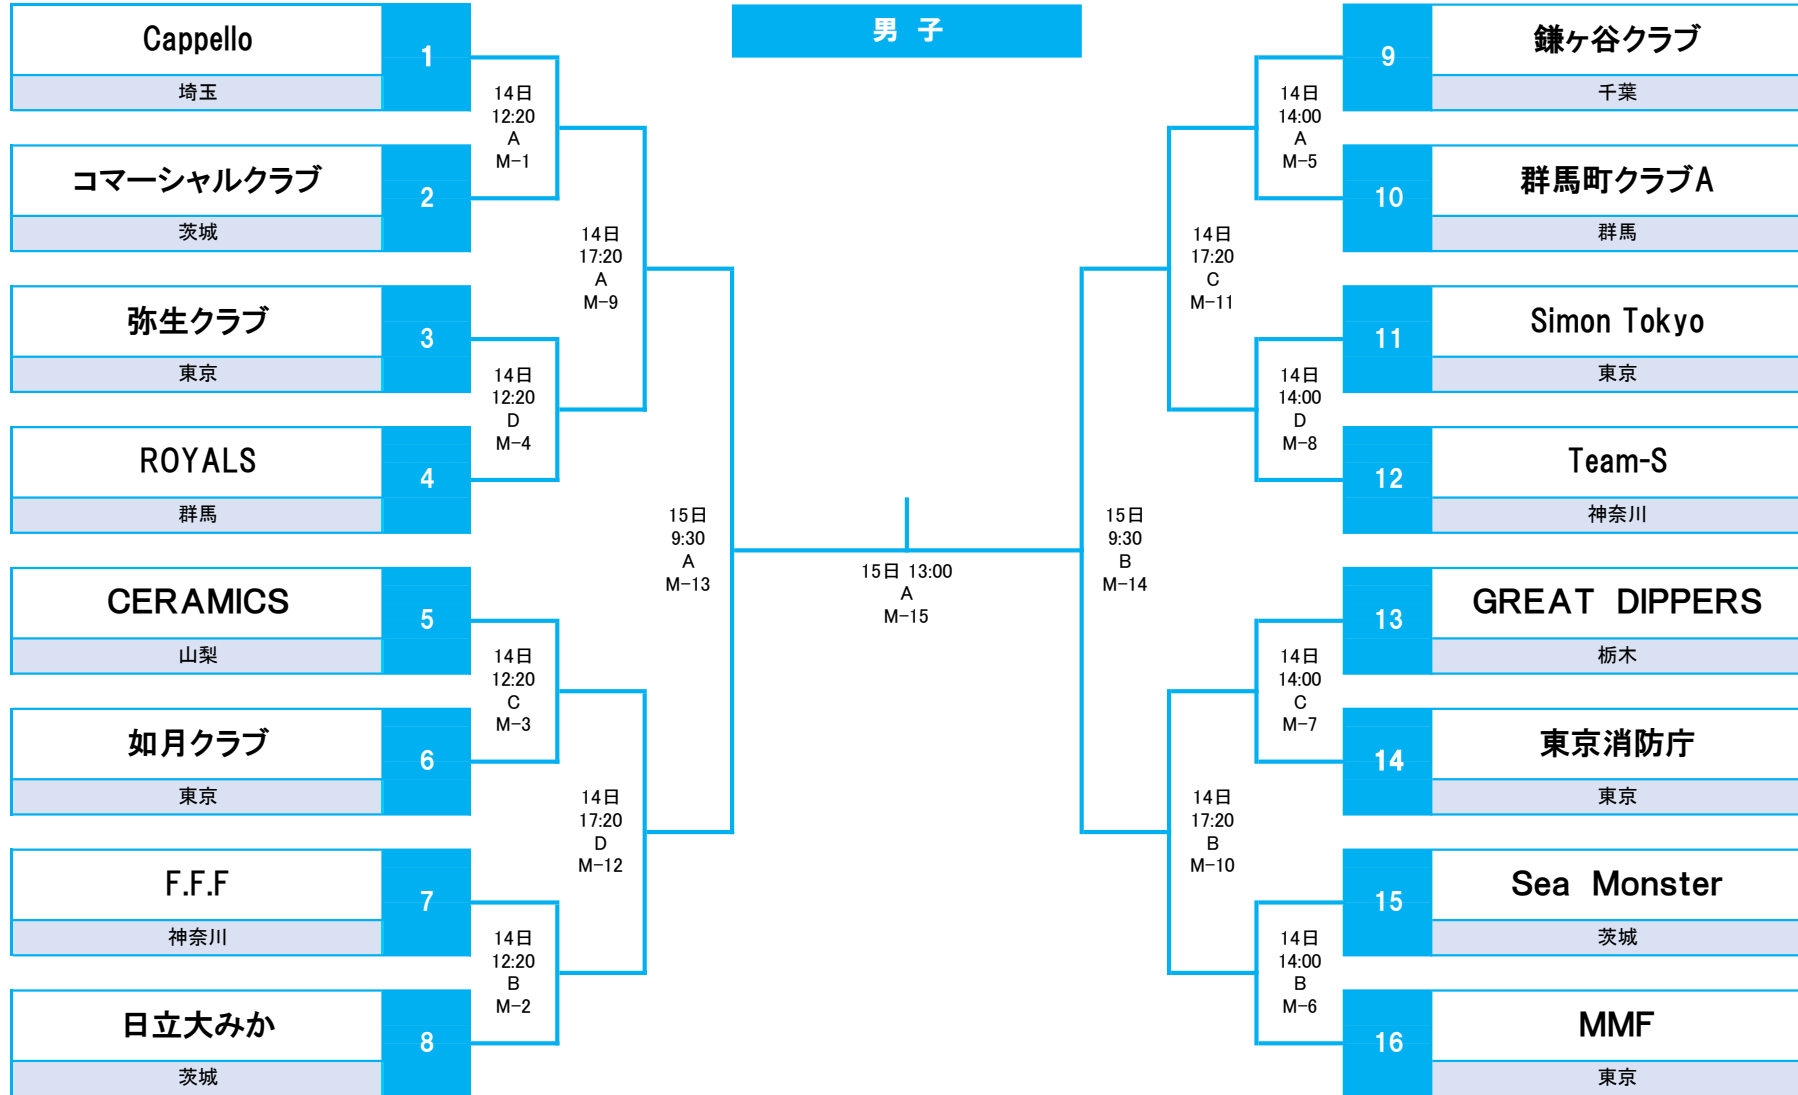 男 子
Cappello
1
埼玉
14日
12:20
A
M-1
コマーシャルクラブ
2
茨城
14日
17:20
A
M-9
弥生クラブ
3
東京
14日
12:20
D
M-4
ROYALS
4
群馬
15日
9:30
A
M-13
CERAMICS
5
山梨
14日
12:20
C
M-3
如月クラブ
6
東京
14日
17:20
D
M-12
F.F.F
7
神奈川
14日
12:20
B
M-2
日立大みか
8
茨城
15日 13:00
A
M-15
9
鎌ヶ谷クラブ
千葉
14日
14:00
A
M-5
10
群馬町クラブA
群馬
14日
17:20
C
M-11
11
Simon Tokyo
東京
14日
14:00
D
M-8
12
Team-S
神奈川
15日
9:30
B
M-14
13
GREAT DIPPERS
栃木
14日
14:00
C
M-7
14
東京消防庁
東京
14日
17:20
B
M-10
15
Sea Monster
茨城
14日
14:00
B
M-6
16
MMF
東京